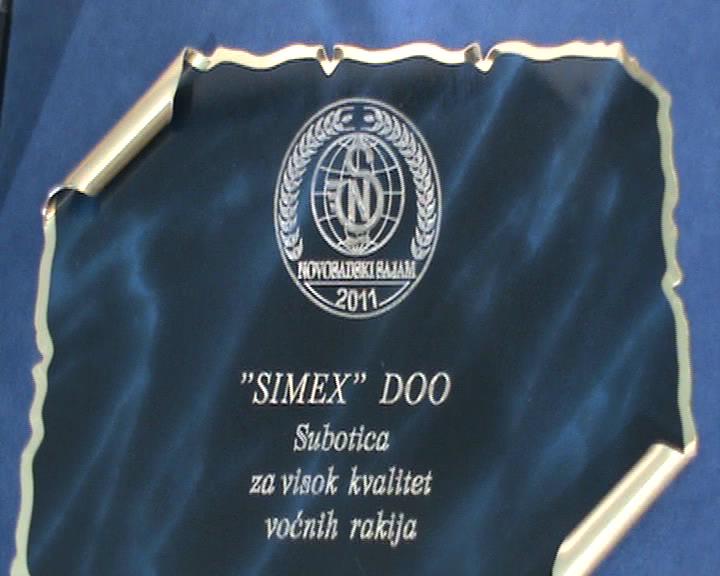 NOVOSADSKI SAJAM
2011
"SIMEX" DOO
Subotica
za visok kvalitet
voćnih rakija